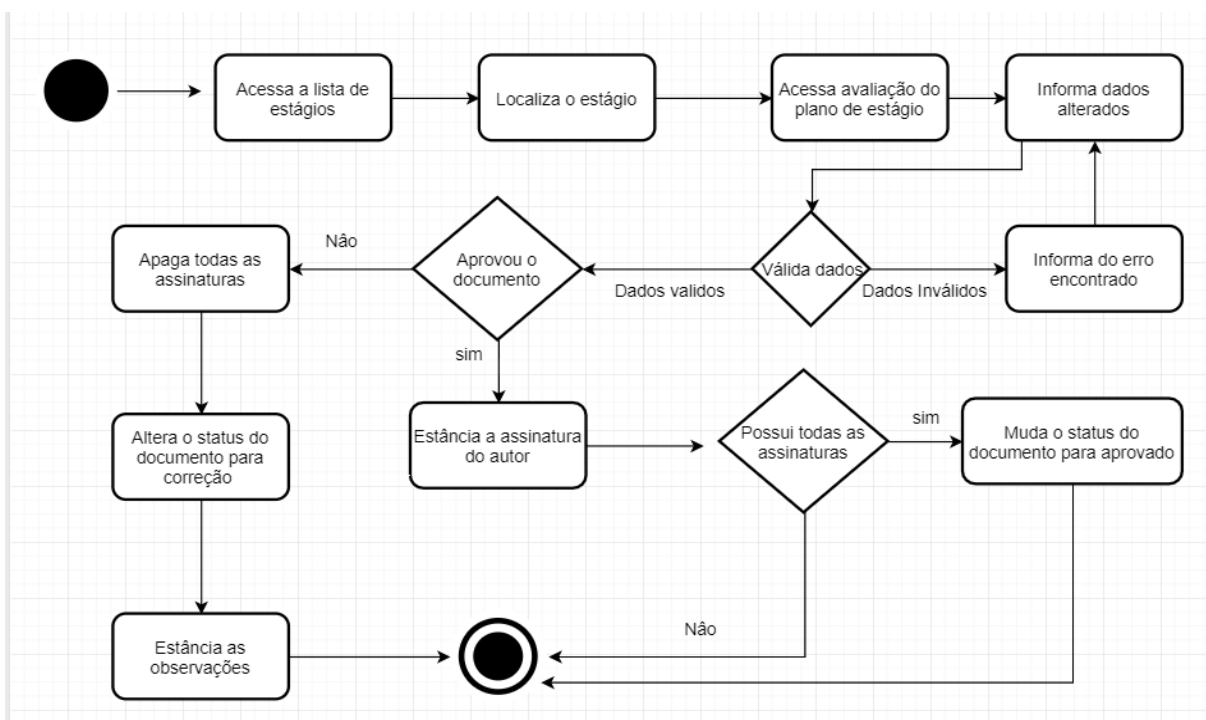 Acessa a lista de
estágios
Localiza o estágio
Acessa avaliação do
plano de estágio
Informa dados
alterados
Apaga todas as
assinaturas
Nâo
Aprovou o
documento
Dados validos
Válida dados
Dados Inválidos
Informa do erro
encontrado
sim
Altera o status do
documento para
correção
Estância a assinatura
do autor
Possui todas as
assinaturas
sim
Muda o status do
documento para aprovado
Estância as
observações
Nâo